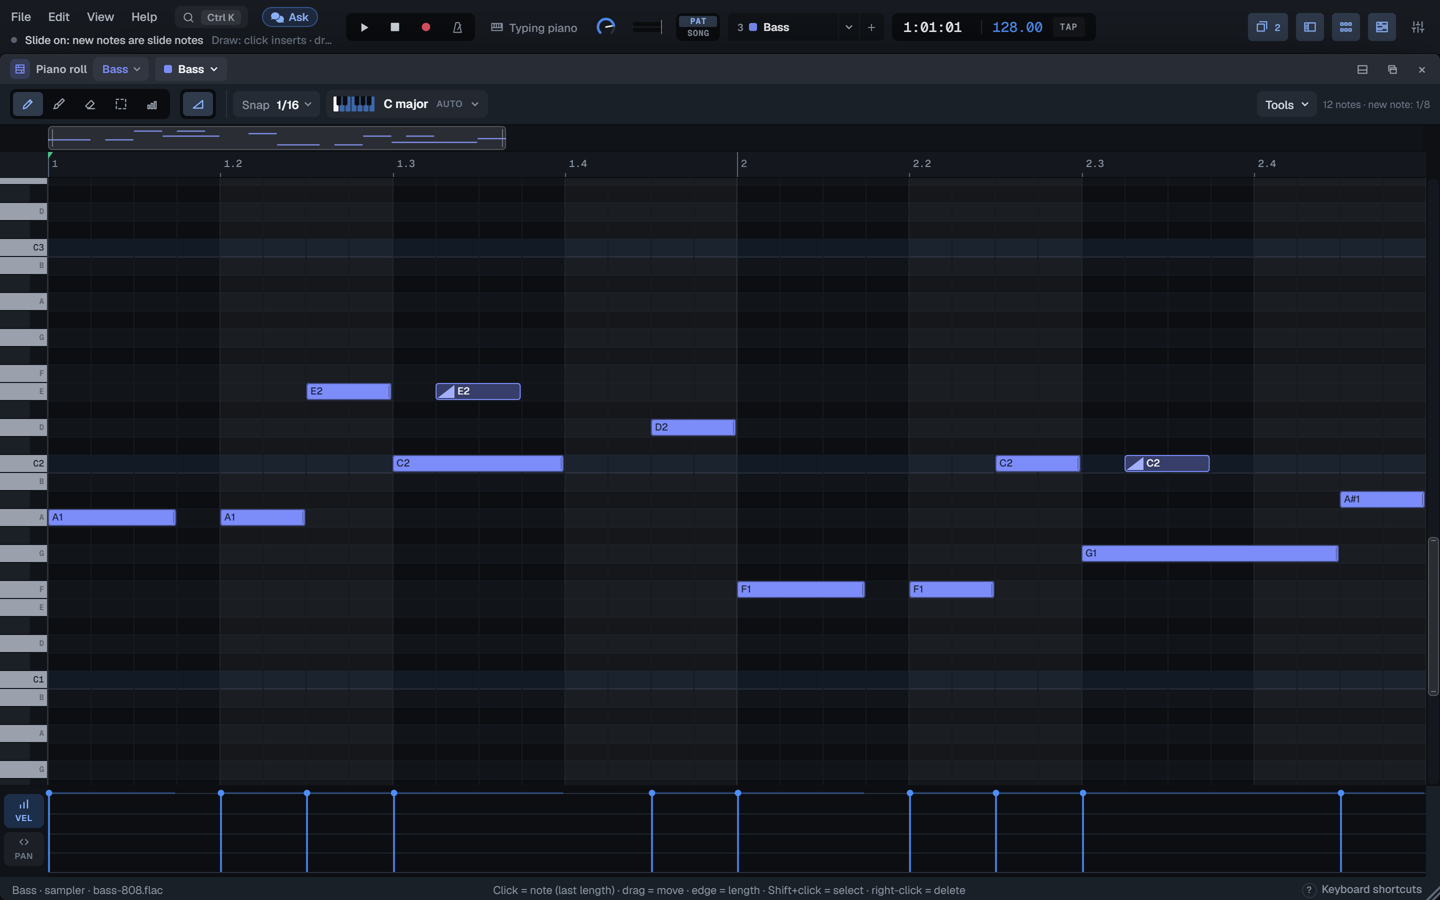 File Edit View Help Ctrl K Ask
Slide on: new notes are slide notes Draw: click inserts · dr…
Typing piano
PAT
SONG
3 Bass
1:01:01 128.00 TAP
2
Piano roll Bass Bass
Snap 1/16 C major AUTO
Tools 12 notes · new note: 1/8
1 1.2 1.3 1.4 2 2.2 2.3 2.4
D
C3
B
A
G
F
E E2 E2
D D2
C2 C2 C2 C2
B
A#1
A A1 A1
G G1
F F1 F1
E
D
C1
B
A
G
VEL
PAN
Bass · sampler · bass-808.flac
Click = note (last length) · drag = move · edge = length · Shift+click = select · right-click = delete
? Keyboard shortcuts